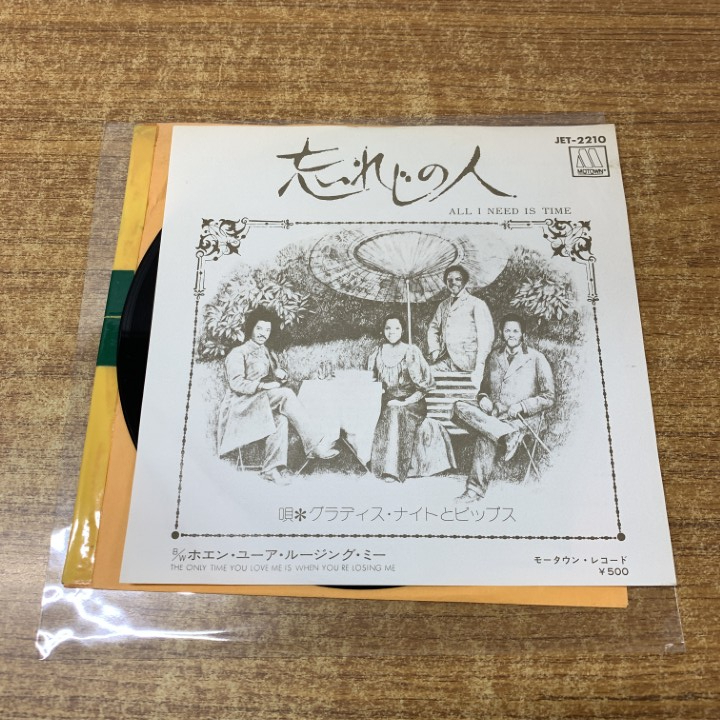 JET-2210
忘れじの人
MOTOWN
ALL I NEED IS TIME
唄＊グラディス・ナイトとピップス
B/W ホエン・ユーア・ルージング・ミー
THE ONLY TIME YOU LOVE ME IS WHEN YOU RE LOSING ME
モータウン・レコード
¥500